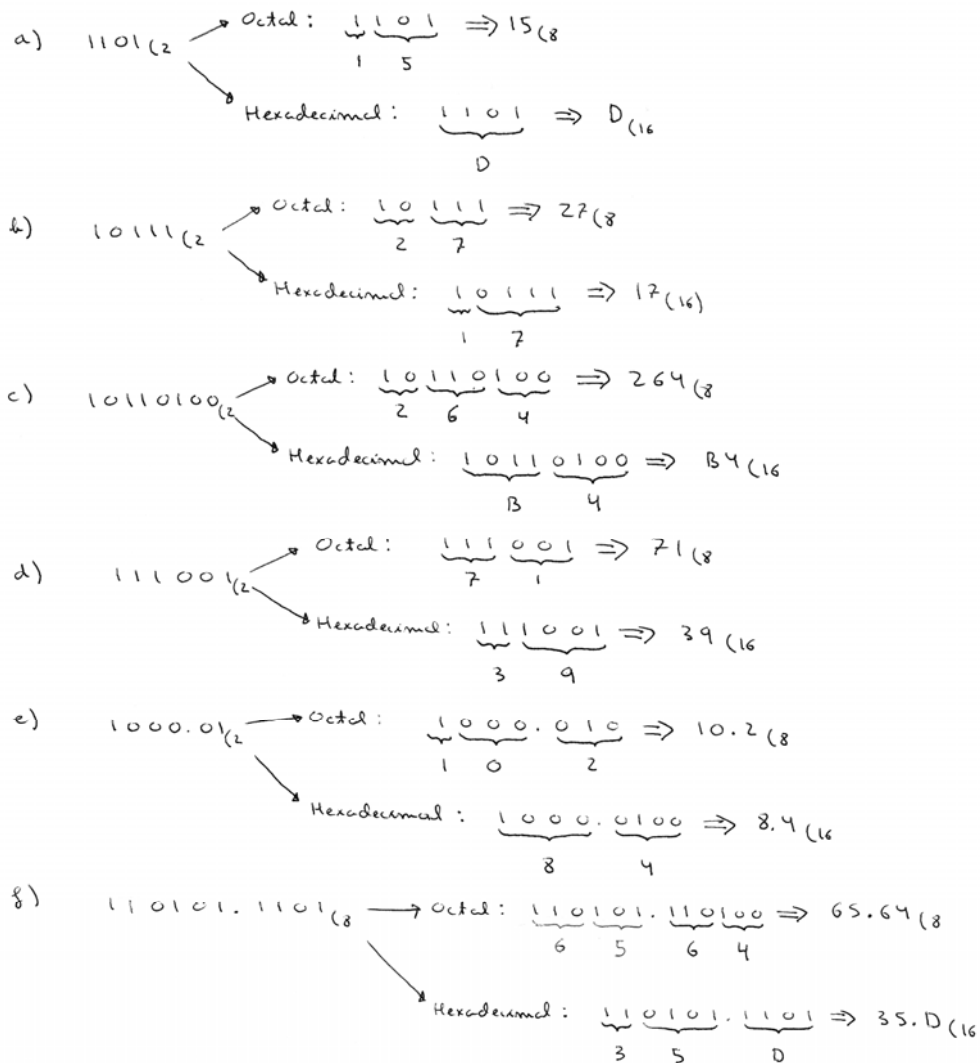 a) 1101(2 Octal: 1 101 ⇒ 15(8
1 5
Hexadecimal: 1101 ⇒ D(16
D
b) 10111(2 Octal: 10 111 ⇒ 27(8
2 7
Hexadecimal: 1 0111 ⇒ 17(16)
1 7
c) 10110100(2 Octal: 10 110 100 ⇒ 264(8
2 6 4
Hexadecimal: 1011 0100 ⇒ B4(16
B 4
d) 111001(2 Octal: 111 001 ⇒ 71(8
7 1
Hexadecimal: 11 1001 ⇒ 39(16
3 9
e) 1000.01(2 Octal: 1 000.010 ⇒ 10.2(8
1 0 2
Hexadecimal: 1000.0100 ⇒ 8.4(16
8 4
f) 110101.1101(8 Octal: 110 101.110 100 ⇒ 65.64(8
6 5 6 4
Hexadecimal: 11 0101.1101 ⇒ 35.D(16
3 5 D